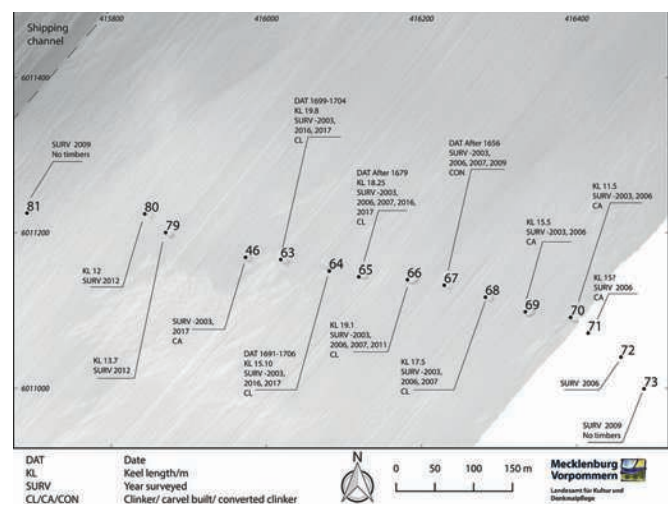 415800
416000
416200
416400
Shipping
channel
6011400
DAT 1699-1704
KL 19.8
SURV -2003,
2016, 2017
CL
SURV 2009
No timbers
DAT After 1679
KL 18.25
SURV -2003,
2006, 2007, 2016,
2017
CL
DAT After 1656
SURV -2003,
2006, 2007, 2009
CON
KL 11.5
SURV -2003, 2006
CA
KL 15.5
SURV -2003, 2006
CA
81
80
79
6011200
46
63
64
65
66
67
68
69
70
71
KL 15?
SURV 2006
CA
KL 12
SURV 2012
SURV -2003,
2017
CA
KL 19.1
SURV -2003,
2006, 2007, 2011
CL
72
73
KL 13.7
SURV 2012
DAT 1691-1706
KL 15.10
SURV -2003,
2016, 2017
CL
KL 17.5
SURV -2003,
2006, 2007
CL
SURV 2006
6011000
SURV 2009
No timbers
DAT Date
KL Keel length/m
SURV Year surveyed
CL/CA/CON Clinker/ carvel built/ converted clinker
N
0 50 100 150 m
Mecklenburg
Vorpommern
Landesamt für Kultur und
Denkmalpflege